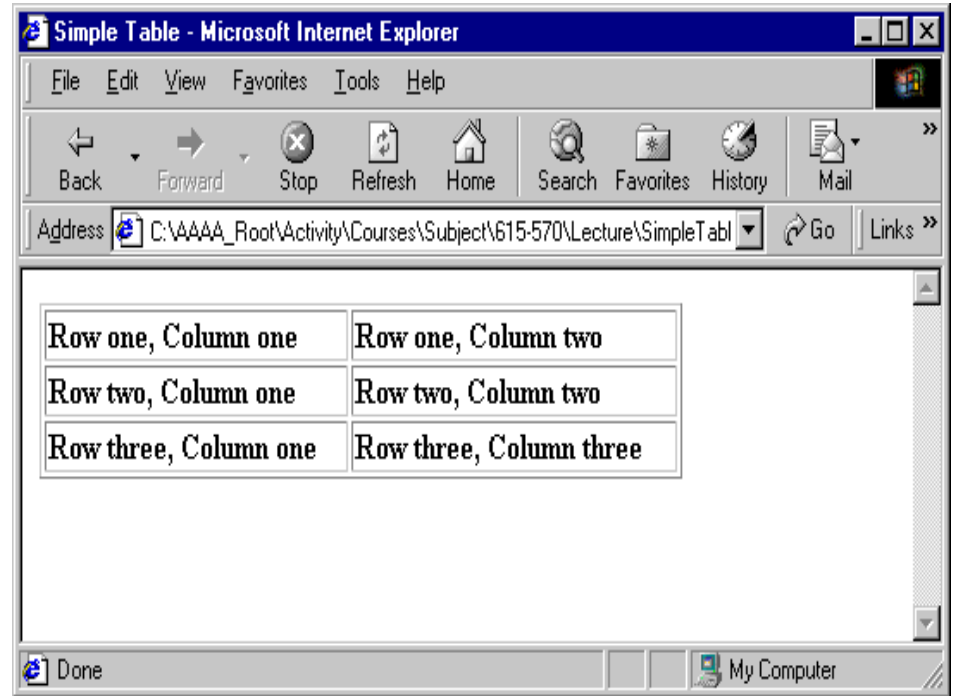 Simple Table - Microsoft Internet Explorer
File Edit View Favorites Tools Help
Back Forward Stop Refresh Home Search Favorites History Mail »
Address C:\AAAA_Root\Activity\Courses\Subject\615-570\Lecture\SimpleTabl Go Links »
Row one, Column one Row one, Column two
Row two, Column one Row two, Column two
Row three, Column one Row three, Column three
Done My Computer